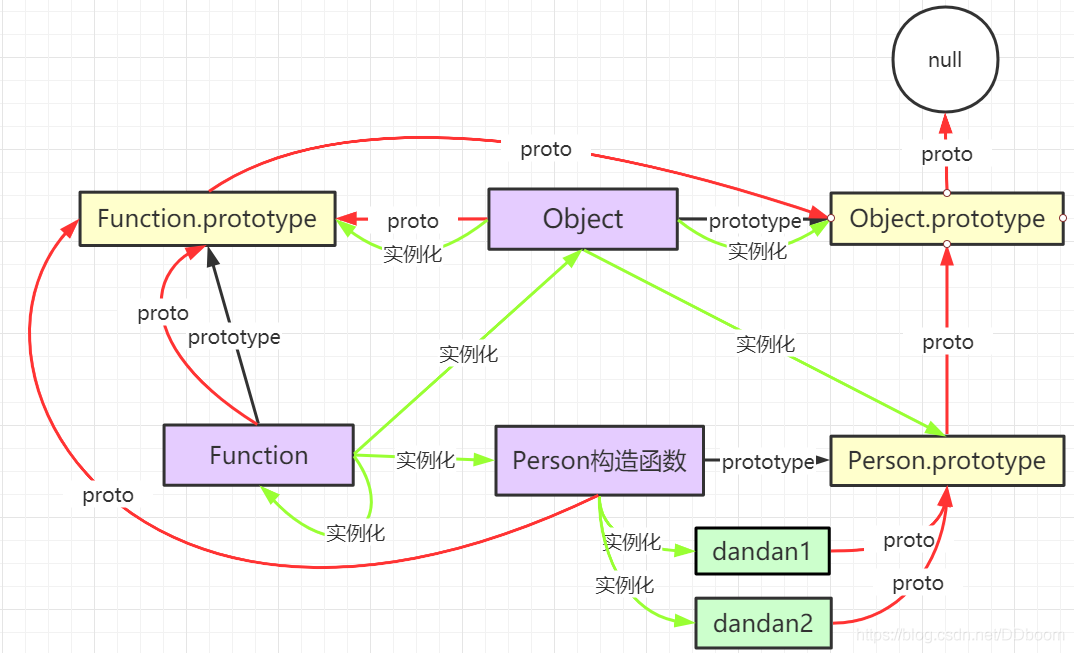 null
proto
proto
Function.prototype
proto
Object
prototype
Object.prototype
实例化
实例化
proto
prototype
实例化
实例化
proto
Function
实例化
Person构造函数
prototype
Person.prototype
proto
实例化
实例化
dandan1
proto
实例化
proto
dandan2
https://blog.csdn.net/DDboom